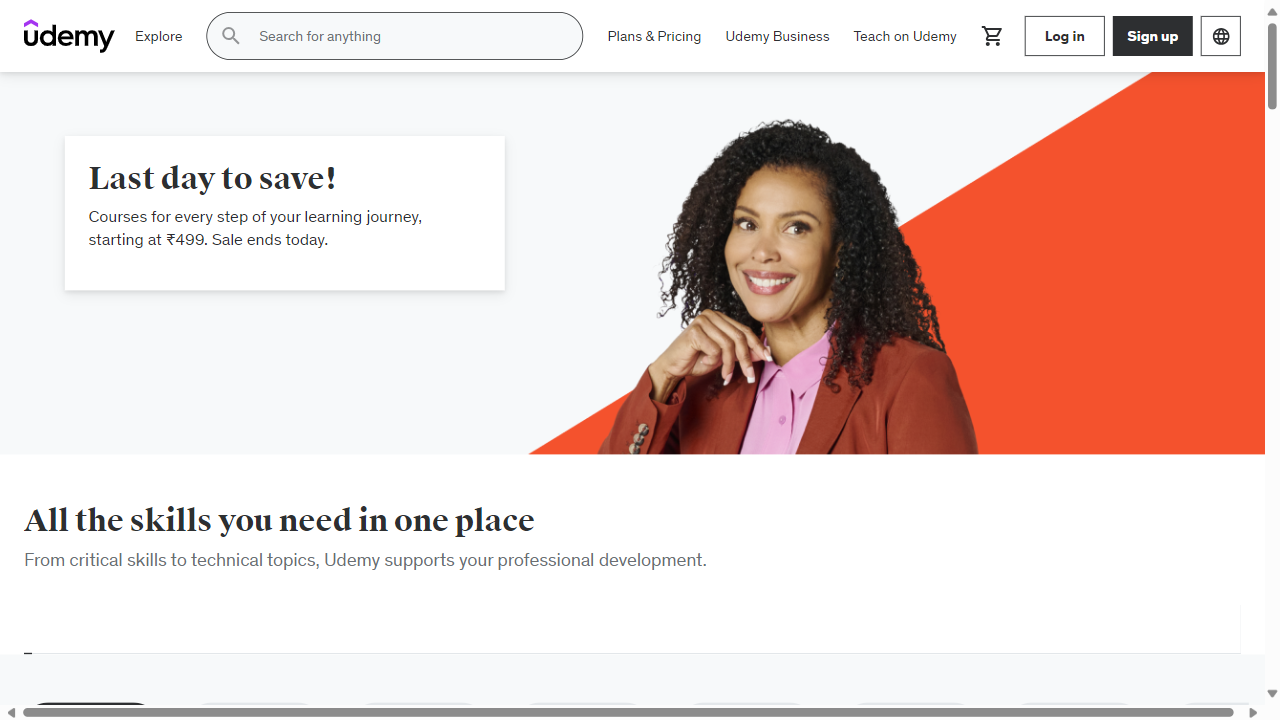 udemy
Explore
Search for anything
Plans & Pricing
Udemy Business
Teach on Udemy
Log in
Sign up
Last day to save!
Courses for every step of your learning journey,
starting at ₹499. Sale ends today.
All the skills you need in one place
From critical skills to technical topics, Udemy supports your professional development.